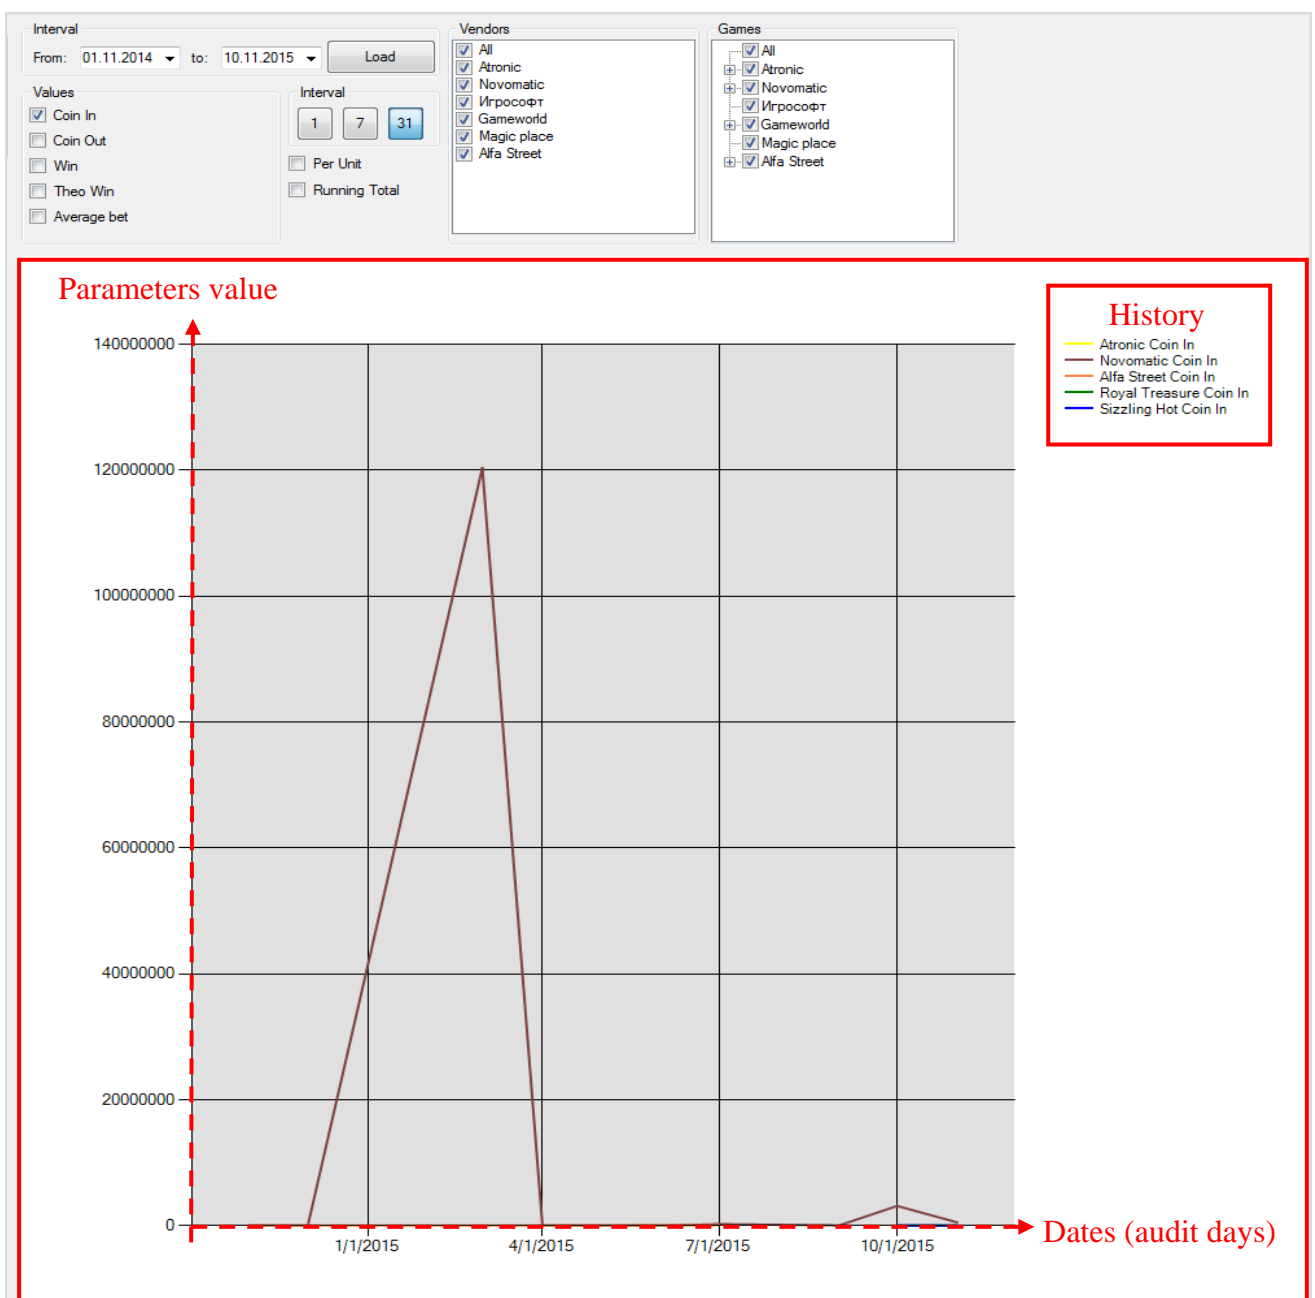 Interval
From: 01.11.2014 to: 10.11.2015 Load
Values
Coin In
Coin Out
Win
Theo Win
Average bet
Interval
1 7 31
Per Unit
Running Total
Vendors
All
Atronic
Novomatic
Игрософт
Gameworld
Magic place
Alfa Street
Games
All
Atronic
Novomatic
Игрософт
Gameworld
Magic place
Alfa Street
Parameters value
History
Atronic Coin In
Novomatic Coin In
Alfa Street Coin In
Royal Treasure Coin In
Sizzling Hot Coin In
140000000
120000000
100000000
80000000
60000000
40000000
20000000
0
1/1/2015 4/1/2015 7/1/2015 10/1/2015
Dates (audit days)